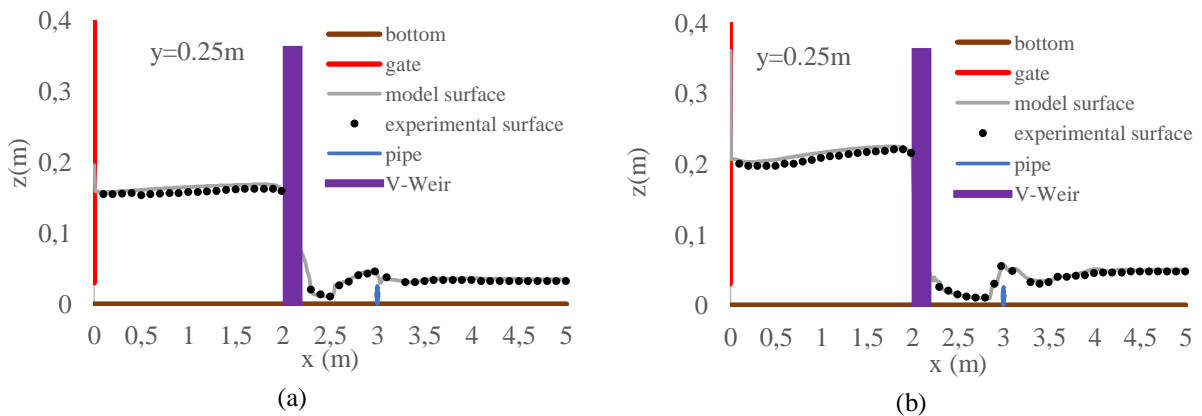 0,4
0,3
0,2
0,1
0
z(m)
y=0.25m
bottom
gate
model surface
experimental surface
pipe
V-Weir
0 0,5 1 1,5 2 2,5 3 3,5 4 4,5 5
x (m)
(a)
0,4
0,3
0,2
0,1
0
z(m)
y=0.25m
bottom
gate
model surface
experimental surface
pipe
V-Weir
0 0,5 1 1,5 2 2,5 3 3,5 4 4,5 5
x (m)
(b)